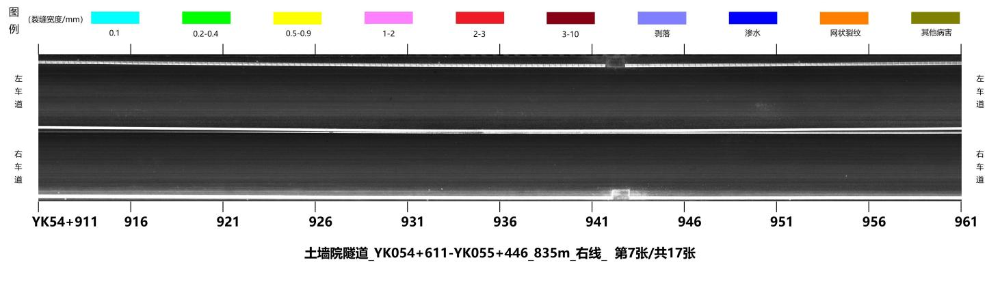 图例
(裂缝宽度/mm)
0.1
0.2-0.4
0.5-0.9
1-2
2-3
3-10
剥落
渗水
网状裂纹
其他病害
左车道
左车道
右车道
右车道
YK54+911 916 921 926 931 936 941 946 951 956 961
土墙院隧道_YK054+611-YK055+446_835m_右线_ 第7张/共17张